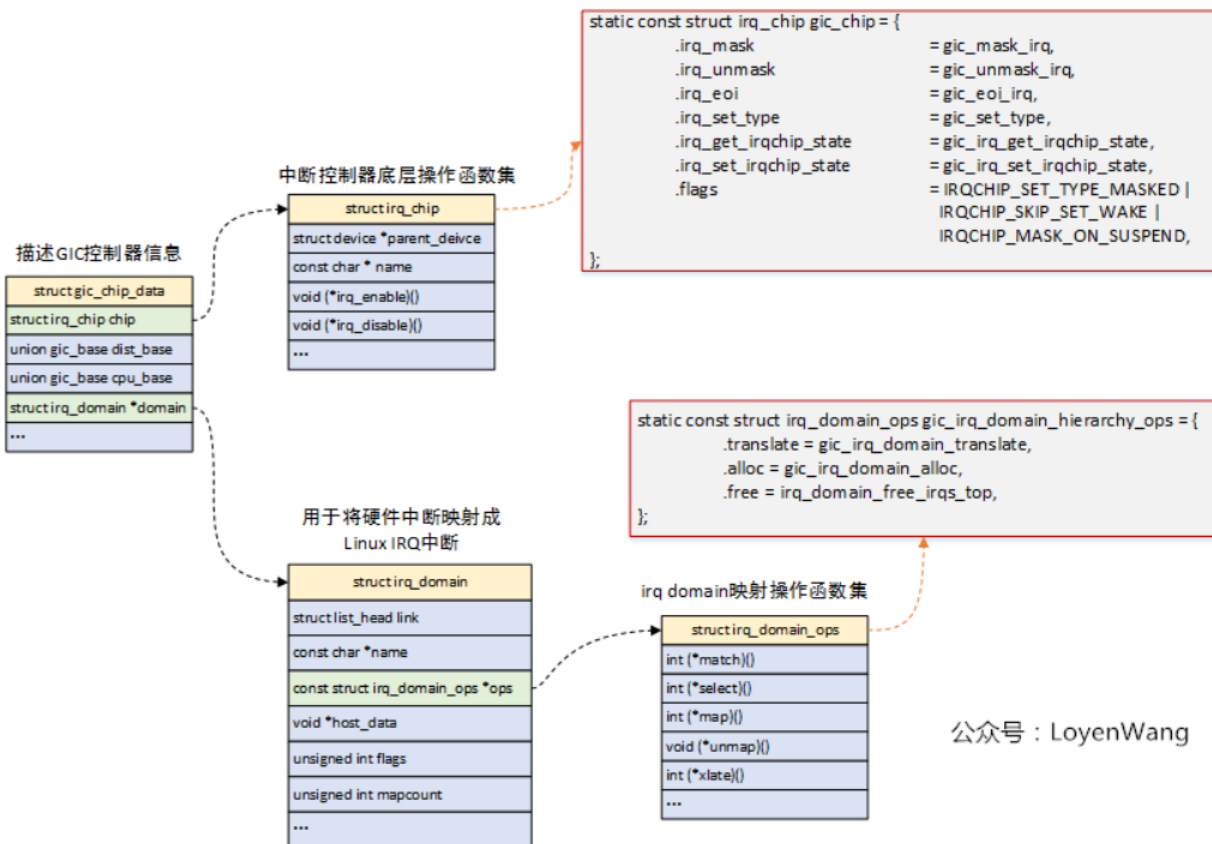 static const struct irq_chip gic_chip = {
.irq_mask = gic_mask_irq,
.irq_unmask = gic_unmask_irq,
.irq_eoi = gic_eoi_irq,
.irq_set_type = gic_set_type,
.irq_get_irqchip_state = gic_irq_get_irqchip_state,
.irq_set_irqchip_state = gic_irq_set_irqchip_state,
.flags = IRQCHIP_SET_TYPE_MASKED |
IRQCHIP_SKIP_SET_WAKE |
IRQCHIP_MASK_ON_SUSPEND,
};
中断控制器底层操作函数集
struct irq_chip
struct device *parent_deivce
const char * name
void (*irq_enable)()
void (*irq_disable)()
...
描述GIC控制器信息
struct gic_chip_data
struct irq_chip chip
union gic_base dist_base
union gic_base cpu_base
struct irq_domain *domain
...
static const struct irq_domain_ops gic_irq_domain_hierarchy_ops = {
.translate = gic_irq_domain_translate,
.alloc = gic_irq_domain_alloc,
.free = irq_domain_free_irqs_top,
};
用于将硬件中断映射成
Linux IRQ中断
struct irq_domain
struct list_head link
const char *name
const struct irq_domain_ops *ops
void *host_data
unsigned int flags
unsigned int mapcount
...
irq domain映射操作函数集
struct irq_domain_ops
int (*match)()
int (*select)()
int (*map)()
void (*unmap)()
int (*xlate)()
...
公众号：LoyenWang